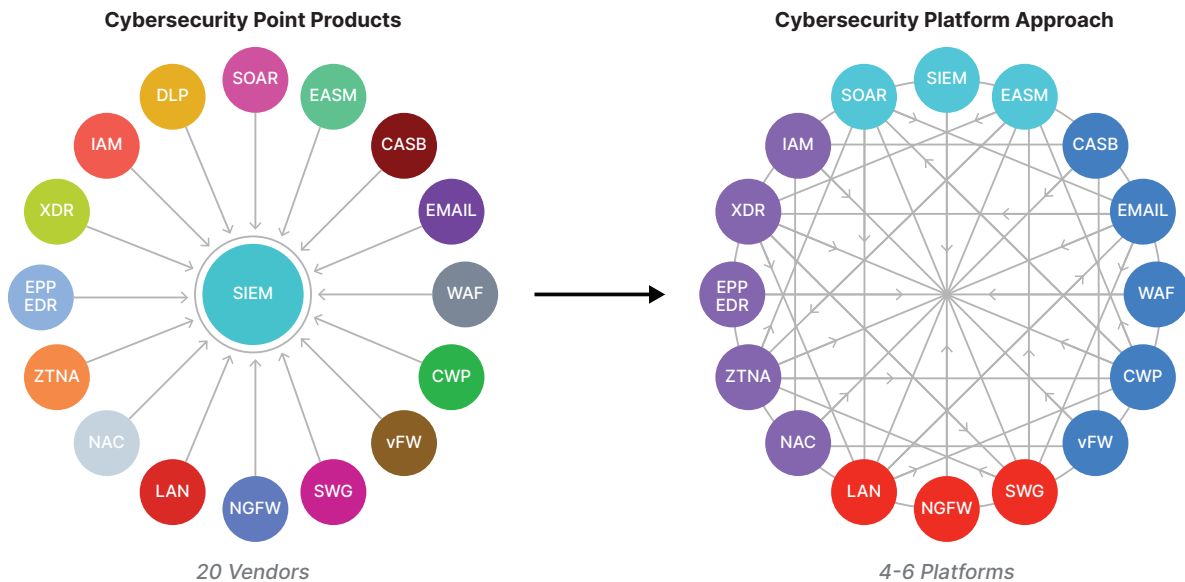 Cybersecurity Point Products
SOAR
DLP
EASM
IAM
CASB
XDR
EMAIL
EPP
EDR
SIEM
WAF
ZTNA
CWP
NAC
vFW
LAN
SWG
NGFW
20 Vendors
Cybersecurity Platform Approach
SIEM
SOAR
EASM
IAM
CASB
XDR
EMAIL
EPP
EDR
WAF
ZTNA
CWP
NAC
vFW
LAN
SWG
NGFW
4-6 Platforms